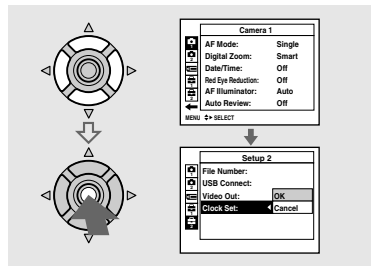 Camera 1
AF Mode: Single
Digital Zoom: Smart
Date/Time: Off
Red Eye Reduction: Off
AF Illuminator: Auto
Auto Review: Off
MENU SELECT
Setup 2
File Number:
USB Connect:
Video Out: OK
Clock Set: Cancel